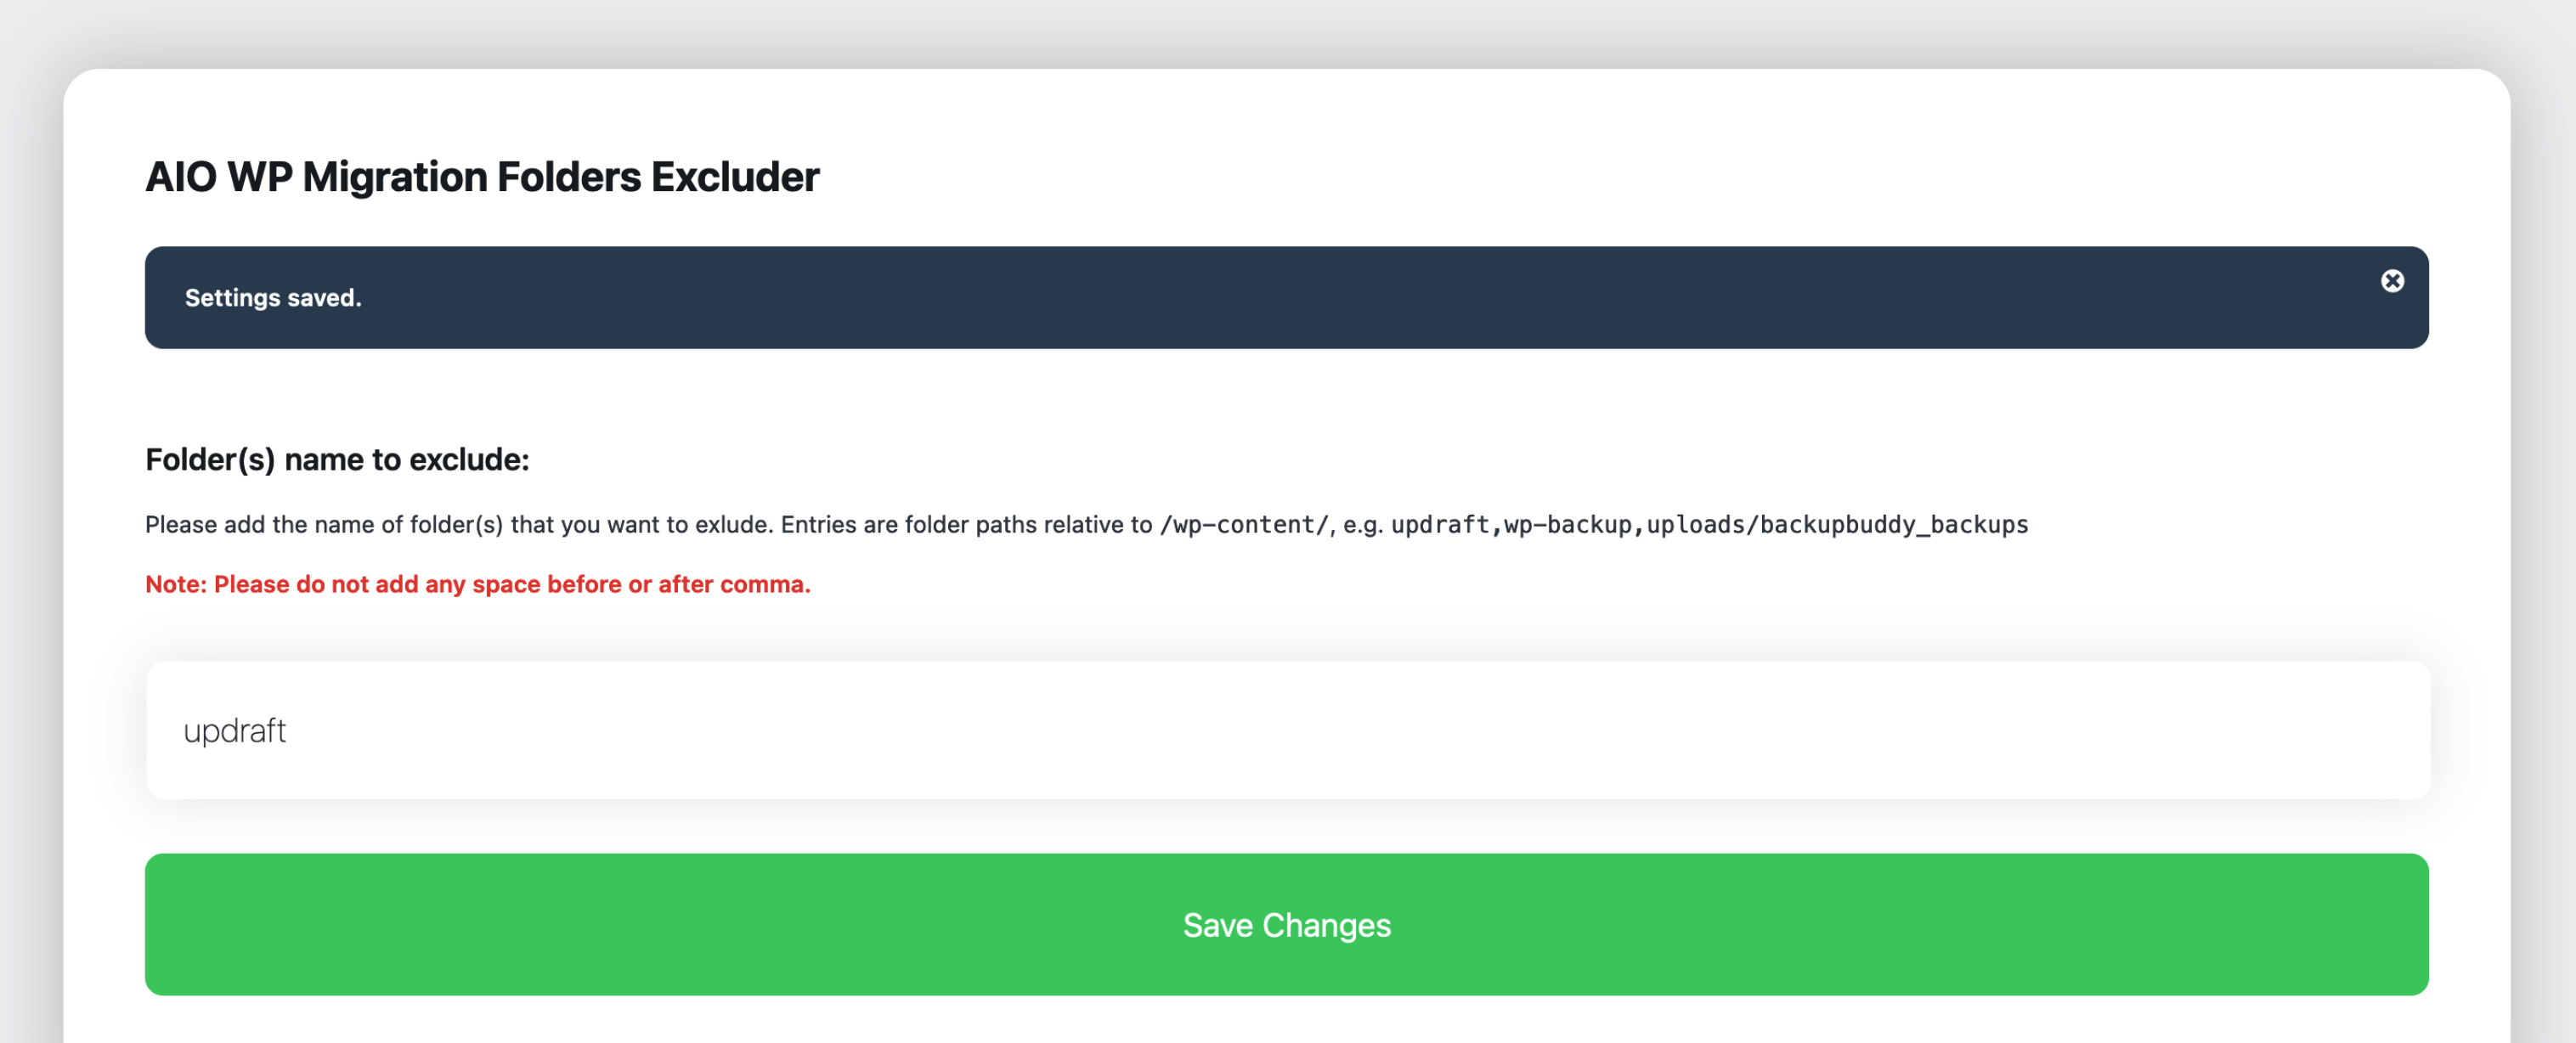 AIO WP Migration Folders Excluder
Settings saved.
Folder(s) name to exclude:
Please add the name of folder(s) that you want to exlude. Entries are folder paths relative to /wp-content/, e.g. updraft,wp-backup,uploads/backupbuddy_backups
Note: Please do not add any space before or after comma.
updraft
Save Changes